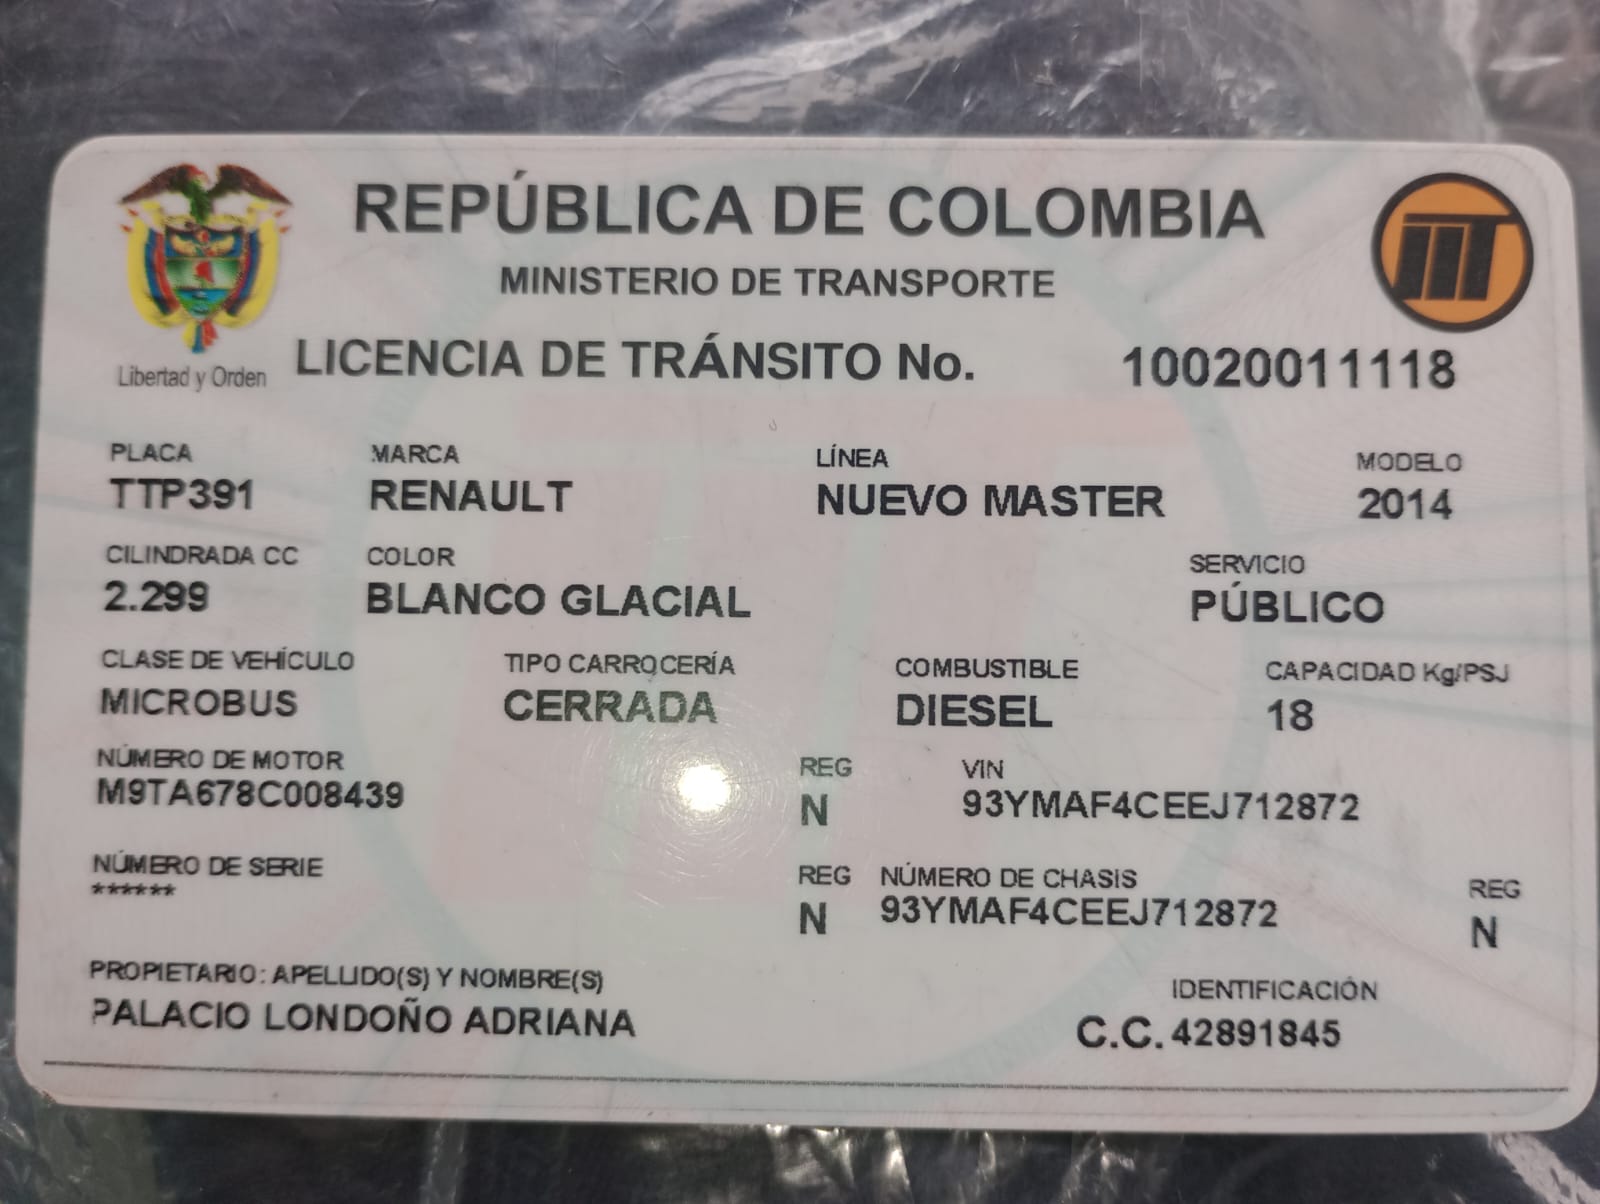 REPÚBLICA DE COLOMBIA
MINISTERIO DE TRANSPORTE
Libertad y Orden
LICENCIA DE TRÁNSITO No. 10020011118
PLACA MARCA LÍNEA MODELO
TTP391 RENAULT NUEVO MASTER 2014
CILINDRADA CC COLOR SERVICIO
2.299 BLANCO GLACIAL PÚBLICO
CLASE DE VEHÍCULO TIPO CARROCERÍA COMBUSTIBLE CAPACIDAD Kg/PSJ
MICROBUS CERRADA DIESEL 18
NÚMERO DE MOTOR REG VIN
M9TA678C008439 N 93YMAF4CEEJ712872
NÚMERO DE SERIE REG NÚMERO DE CHASIS REG
****** N 93YMAF4CEEJ712872 N
PROPIETARIO: APELLIDO(S) Y NOMBRE(S) IDENTIFICACIÓN
PALACIO LONDOÑO ADRIANA C.C. 42891845